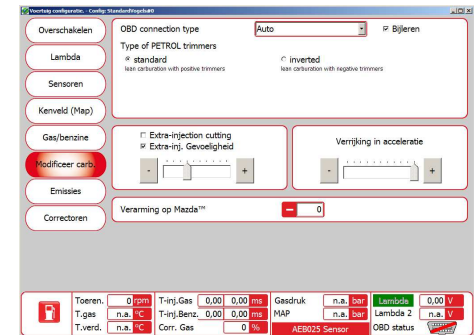 Voertuig configuratie. - Config: StandardVogels#0
Overschakelen
Lambda
Sensoren
Kenveld (Map)
Gas/benzine
Modificeer carb.
Emissies
Correctoren
OBD connection type Auto Bijleren
Type of PETROL trimmers
standard inverted
lean carburation with positive trimmers lean carburation with negative trimmers
Extra-injection cutting
Extra-inj. Gevoeligheid
- +
Verrijking in acceleratie
- +
Verarming op Mazda™ - 0
Toeren. 0 rpm T-inj.Gas 0,00 0,00 ms Gasdruk n.a. bar Lambda 0,00 V
T.gas n.a. °C T-inj.Benz. 0,00 0,00 ms MAP n.a. bar Lambda 2 n.a. V
T.verd. n.a. °C Corr. Gas 0 % AEB025 Sensor OBD status